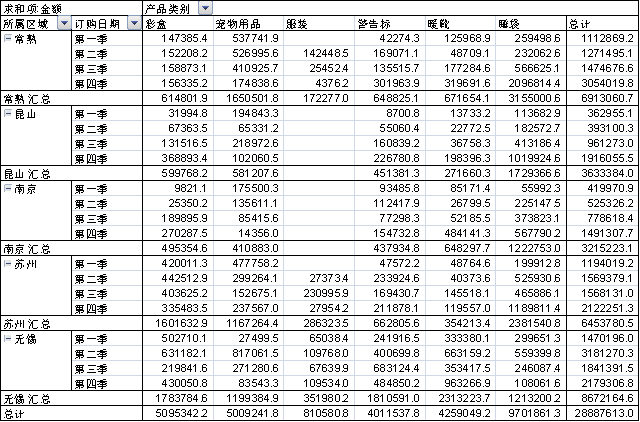 求和项:金额 产品类别
所属区域 订购日期 彩盒 宠物用品 服装 警告标 暖靴 睡袋 总计
常熟 第一季 147385.4 537741.9 42274.3 125968.9 259498.6 1112869.2
第二季 152208.2 526995.6 142448.5 169071.1 48709.1 232062.6 1271495.1
第三季 158873.1 410925.7 25452.4 135515.7 177284.6 566625.1 1474676.6
第四季 156335.2 174838.6 4376.2 301963.9 319691.6 2096814.4 3054019.8
常熟 汇总 614801.9 1650501.8 172277.0 648825.1 671654.1 3155000.6 6913060.7
昆山 第一季 31994.8 194843.3 8700.8 13733.2 113682.9 362955.1
第二季 67363.5 65331.2 55060.4 22772.5 182572.7 393100.3
第三季 131516.5 218972.6 160839.2 36758.3 413186.4 961273.0
第四季 368893.4 102060.5 226780.8 198396.3 1019924.6 1916055.5
昆山 汇总 599768.2 581207.6 451381.3 271660.3 1729366.6 3633384.0
南京 第一季 9821.1 175500.3 93485.8 85171.4 55992.3 419970.9
第二季 25350.2 135611.1 112417.9 26799.5 225147.5 525326.2
第三季 189895.9 85415.6 77298.3 52185.5 373823.1 778618.4
第四季 270287.5 14356.0 154732.8 484141.3 567790.2 1491307.7
南京 汇总 495354.6 410883.0 437934.8 648297.7 1222753.0 3215223.1
苏州 第一季 420011.3 477758.2 47572.2 48764.6 199912.8 1194019.2
第二季 442512.9 299264.1 27373.4 233924.6 40373.6 525930.6 1569379.1
第三季 403625.2 152675.1 230995.9 169430.7 145518.1 465886.1 1568131.0
第四季 335483.5 237567.0 27954.2 211878.1 119557.0 1189811.4 2122251.3
苏州 汇总 1601632.9 1167264.4 286323.5 662805.6 354213.4 2381540.8 6453780.5
无锡 第一季 502710.1 27499.5 65038.4 241916.5 333380.1 299651.3 1470196.0
第二季 631182.4 817061.5 109768.0 400699.8 663159.2 559399.8 3181270.3
第三季 219841.6 271280.6 67639.9 683124.4 353417.5 246087.4 1841391.5
第四季 430050.8 83543.3 109534.0 484850.2 963266.9 108061.6 2179306.8
无锡 汇总 1783784.6 1199384.9 351980.2 1810591.0 2313223.7 1213200.2 8672164.6
总计 5095342.2 5009241.8 810580.8 4011537.8 4259049.2 9701861.3 28887613.0